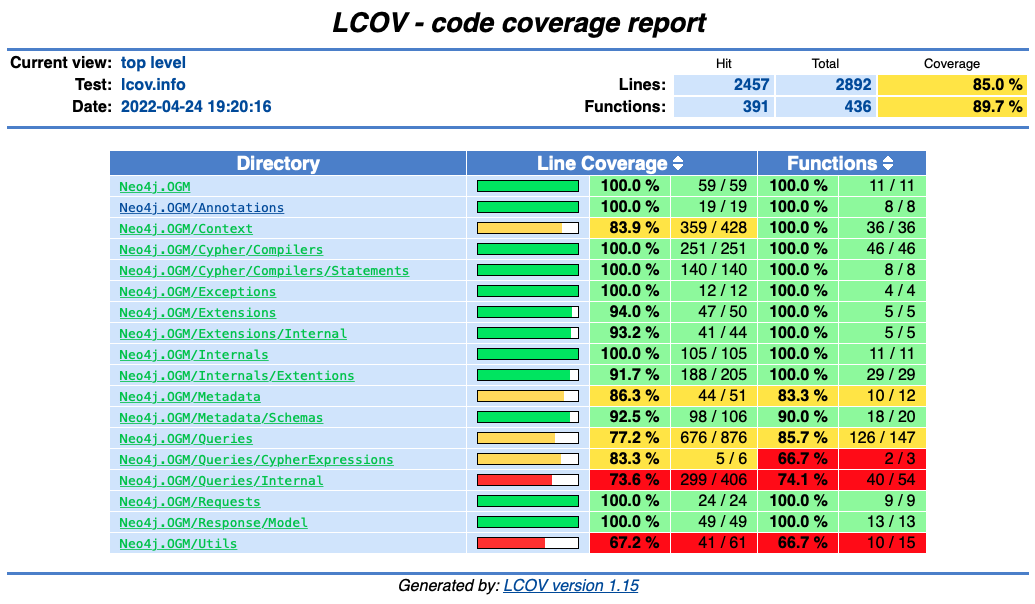 LCOV - code coverage report
Current view: top level
Hit Total Coverage
Test: lcov.info Lines: 2457 2892 85.0 %
Date: 2022-04-24 19:20:16 Functions: 391 436 89.7 %
Directory Line Coverage Functions
Neo4j.OGM 100.0 % 59 / 59 100.0 % 11 / 11
Neo4j.OGM/Annotations 100.0 % 19 / 19 100.0 % 8 / 8
Neo4j.OGM/Context 83.9 % 359 / 428 100.0 % 36 / 36
Neo4j.OGM/Cypher/Compilers 100.0 % 251 / 251 100.0 % 46 / 46
Neo4j.OGM/Cypher/Compilers/Statements 100.0 % 140 / 140 100.0 % 8 / 8
Neo4j.OGM/Exceptions 100.0 % 12 / 12 100.0 % 4 / 4
Neo4j.OGM/Extensions 94.0 % 47 / 50 100.0 % 5 / 5
Neo4j.OGM/Extensions/Internal 93.2 % 41 / 44 100.0 % 5 / 5
Neo4j.OGM/Internals 100.0 % 105 / 105 100.0 % 11 / 11
Neo4j.OGM/Internals/Extentions 91.7 % 188 / 205 100.0 % 29 / 29
Neo4j.OGM/Metadata 86.3 % 44 / 51 83.3 % 10 / 12
Neo4j.OGM/Metadata/Schemas 92.5 % 98 / 106 90.0 % 18 / 20
Neo4j.OGM/Queries 77.2 % 676 / 876 85.7 % 126 / 147
Neo4j.OGM/Queries/CypherExpressions 83.3 % 5 / 6 66.7 % 2 / 3
Neo4j.OGM/Queries/Internal 73.6 % 299 / 406 74.1 % 40 / 54
Neo4j.OGM/Requests 100.0 % 24 / 24 100.0 % 9 / 9
Neo4j.OGM/Response/Model 100.0 % 49 / 49 100.0 % 13 / 13
Neo4j.OGM/Utils 67.2 % 41 / 61 66.7 % 10 / 15
Generated by: LCOV version 1.15